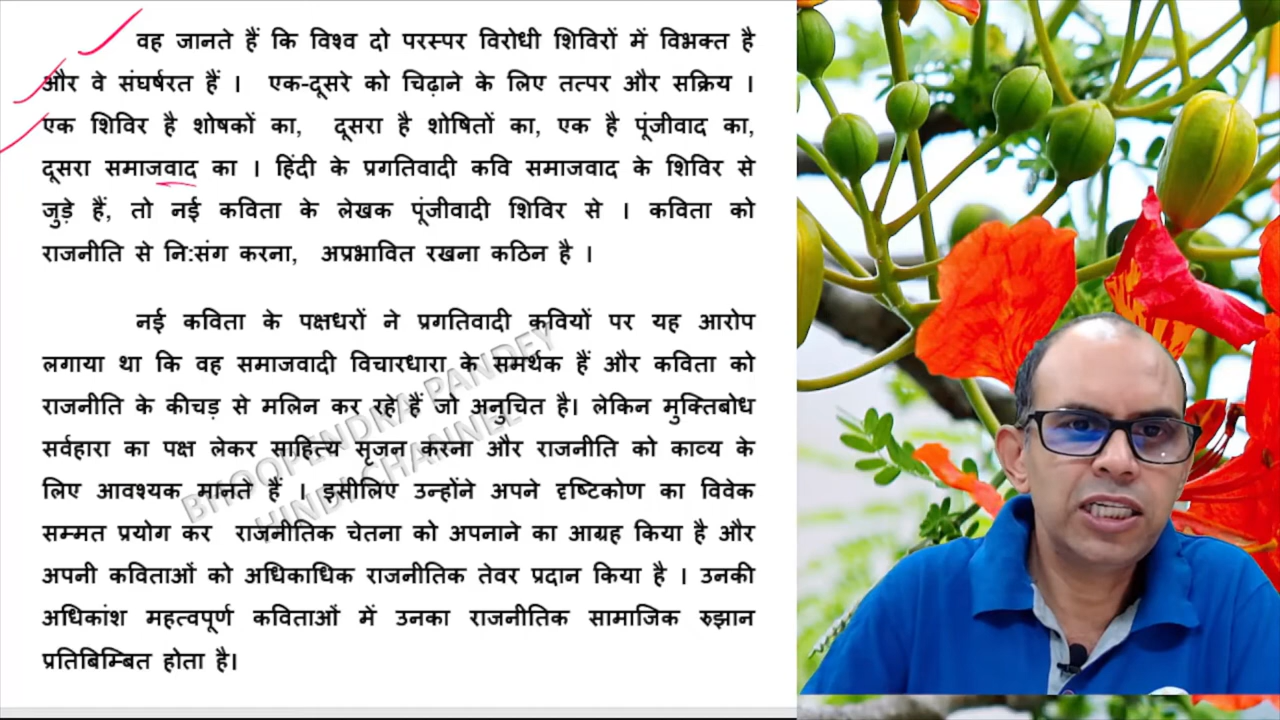 वह जानते हैं कि विश्व दो परस्पर विरोधी शिविरों में विभक्त है
और वे संघर्षरत हैं । एक-दूसरे को चिढ़ाने के लिए तत्पर और सक्रिय ।
एक शिविर है शोषकों का, दूसरा है शोषितों का, एक है पूंजीवाद का,
दूसरा समाजवाद का । हिंदी के प्रगतिवादी कवि समाजवाद के शिविर से
जुड़े हैं, तो नई कविता के लेखक पूंजीवादी शिविर से । कविता को
राजनीति से नि:संग करना, अप्रभावित रखना कठिन है ।
नई कविता के पक्षधरों ने प्रगतिवादी कवियों पर यह आरोप
लगाया था कि वह समाजवादी विचारधारा के समर्थक हैं और कविता को
राजनीति के कीचड़ से मलिन कर रहे हैं जो अनुचित है। लेकिन मुक्तिबोध
सर्वहारा का पक्ष लेकर साहित्य सृजन करना और राजनीति को काव्य के
लिए आवश्यक मानते हैं । इसीलिए उन्होंने अपने दृष्टिकोण का विवेक
सम्मत प्रयोग कर राजनीतिक चेतना को अपनाने का आग्रह किया है और
अपनी कविताओं को अधिकाधिक राजनीतिक तेवर प्रदान किया है । उनकी
अधिकांश महत्वपूर्ण कविताओं में उनका राजनीतिक सामाजिक रुझान
प्रतिबिम्बित होता है।
BHOOPENDRA PANDEY
HINDI CHANNEL